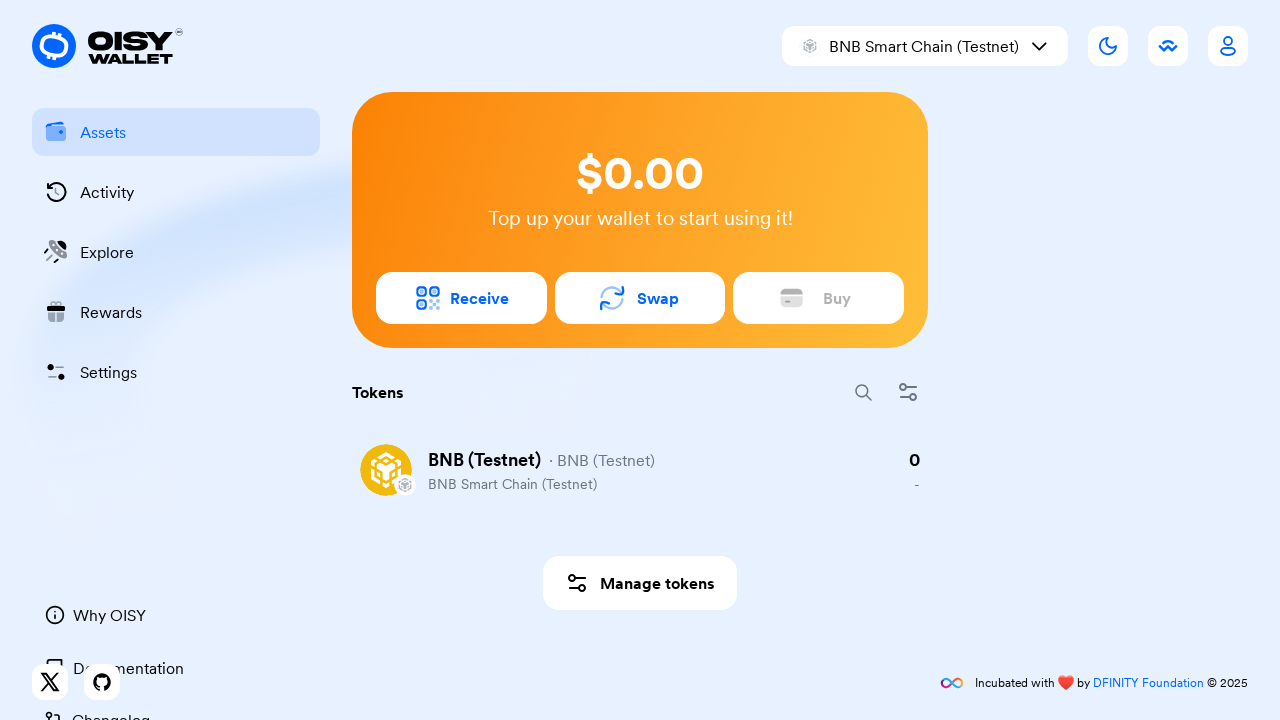 OISY
WALLET
BNB Smart Chain (Testnet)
Assets
Activity
Explore
Rewards
Settings
$0.00
Top up your wallet to start using it!
Receive
Swap
Buy
Tokens
BNB (Testnet) · BNB (Testnet)
0
BNB Smart Chain (Testnet)
-
Manage tokens
Why OISY
Documentation
Changelog
Incubated with ❤️ by DFINITY Foundation © 2025